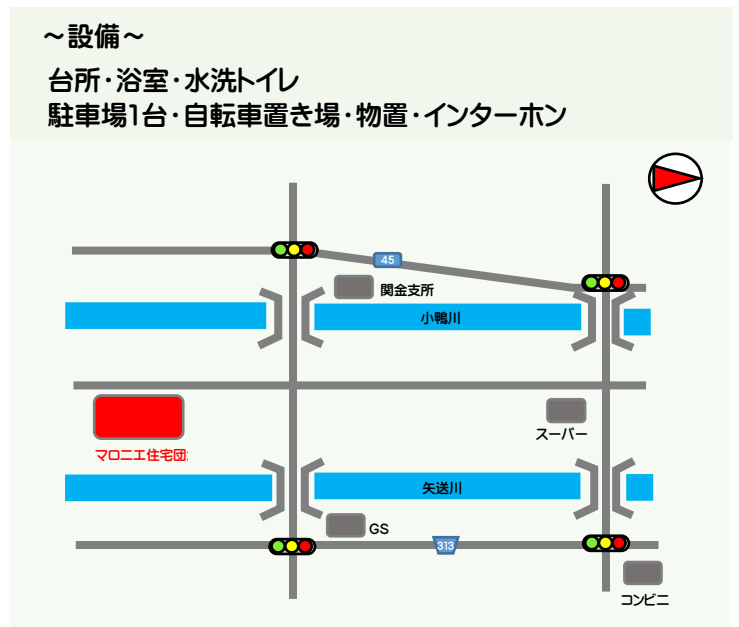 ～設備～
台所・浴室・水洗トイレ
駐車場1台・自転車置き場・物置・インターホン
45
関金支所
小鴨川
スーパー
マロニエ住宅団
矢送川
GS
313
コンビニ